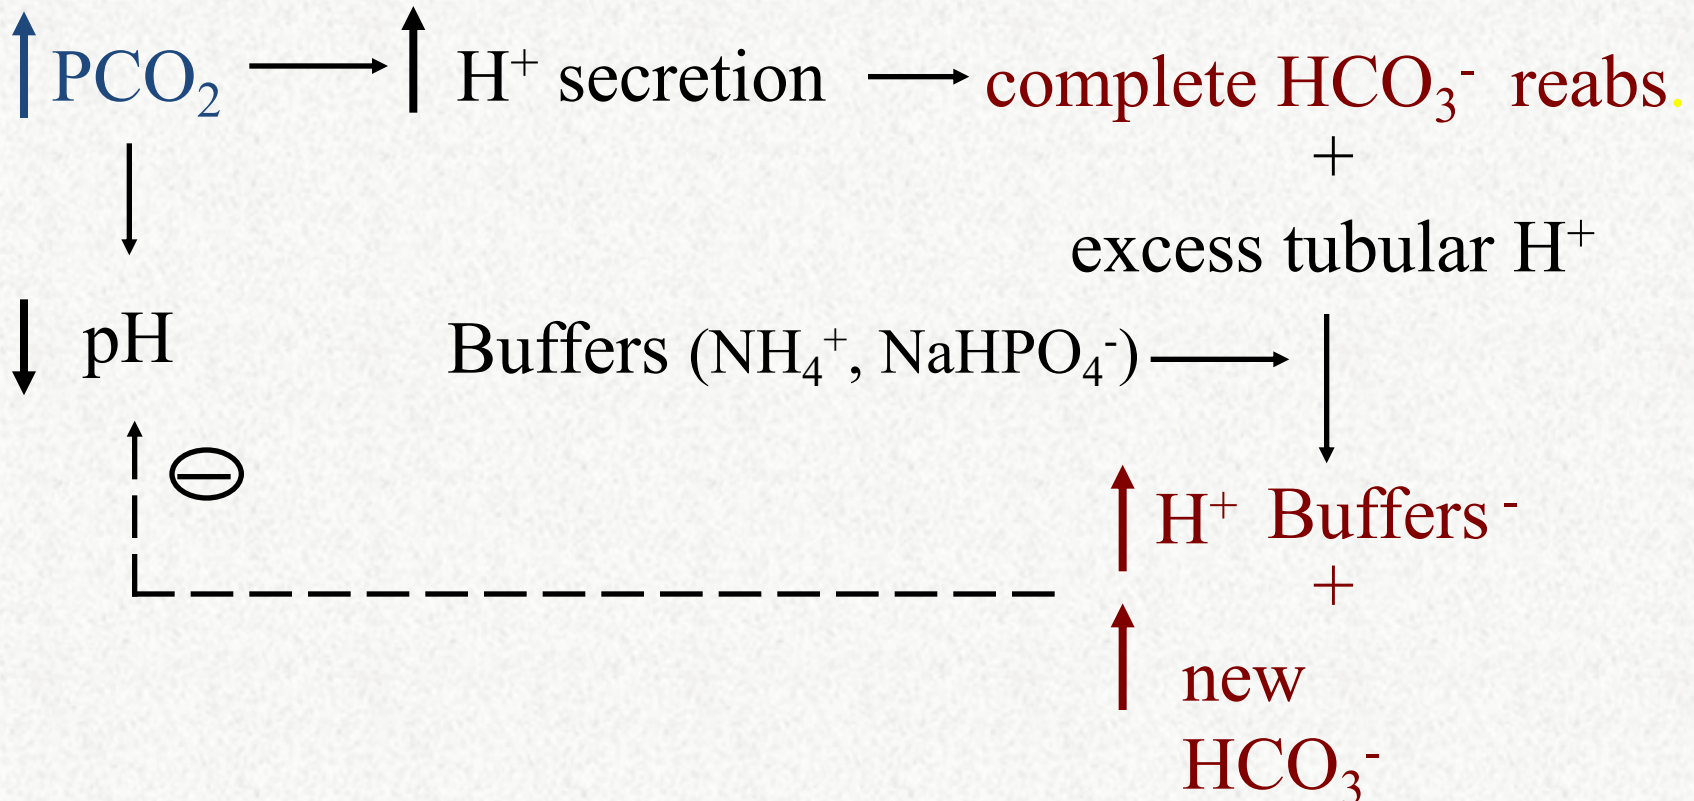 ↑ PCO₂ → ↑ H⁺ secretion → complete HCO₃⁻ reabs.
+
excess tubular H⁺
↓ pH
Buffers (NH₄⁺, NaHPO₄⁻) →
⊖
↑ H⁺ Buffers⁻
+
↑ new
HCO₃⁻